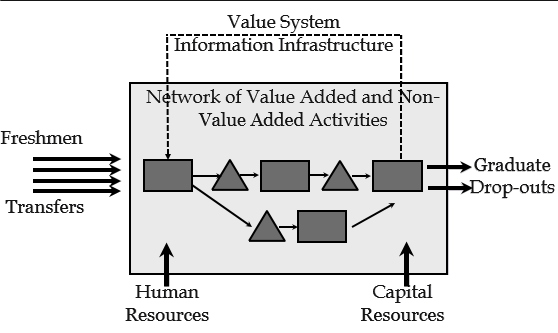 Value System
Information Infrastructure
Network of Value Added and Non-
Value Added Activities
Freshmen
Transfers
Graduate
Drop-outs
Human
Resources
Capital
Resources